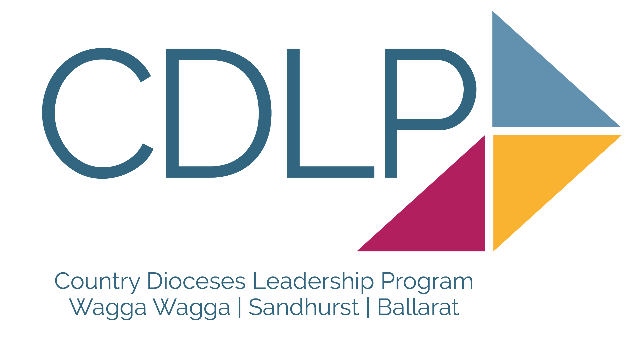 CDLP
Country Dioceses Leadership Program
Wagga Wagga | Sandhurst | Ballarat